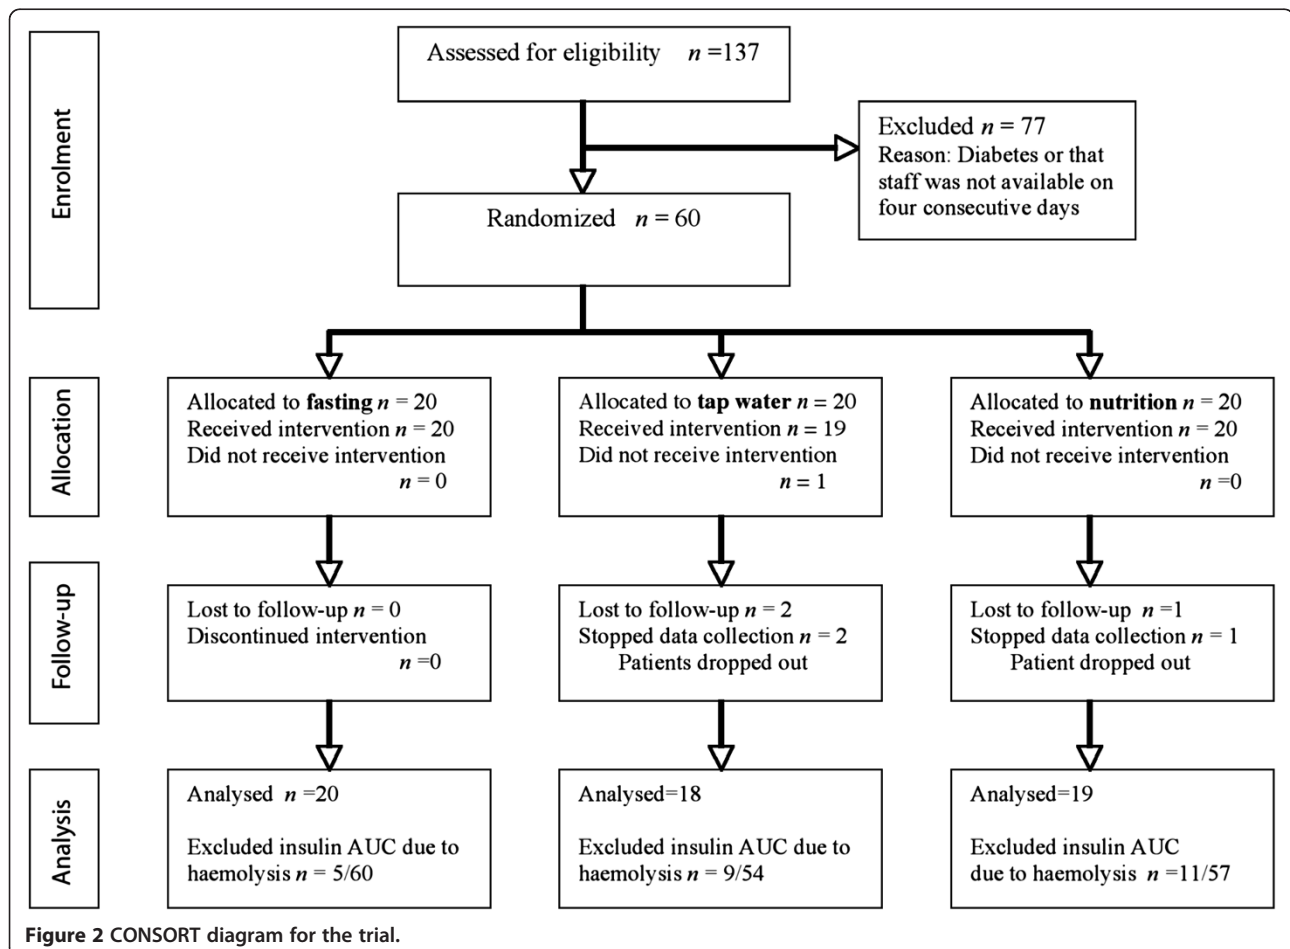 Enrolment
Assessed for eligibility n =137
Excluded n = 77
Reason: Diabetes or that
staff was not available on
four consecutive days
Randomized n = 60
Allocation
Allocated to fasting n = 20
Received intervention n = 20
Did not receive intervention
n = 0
Allocated to tap water n = 20
Received intervention n = 19
Did not receive intervention
n = 1
Allocated to nutrition n = 20
Received intervention n = 20
Did not receive intervention
n =0
Follow-up
Lost to follow-up n = 0
Discontinued intervention
n =0
Lost to follow-up n = 2
Stopped data collection n = 2
Patients dropped out
Lost to follow-up n =1
Stopped data collection n = 1
Patient dropped out
Analysis
Analysed n =20
Excluded insulin AUC due to
haemolysis n = 5/60
Analysed=18
Excluded insulin AUC due to
haemolysis n = 9/54
Analysed=19
Excluded insulin AUC
due to haemolysis n =11/57
Figure 2 CONSORT diagram for the trial.